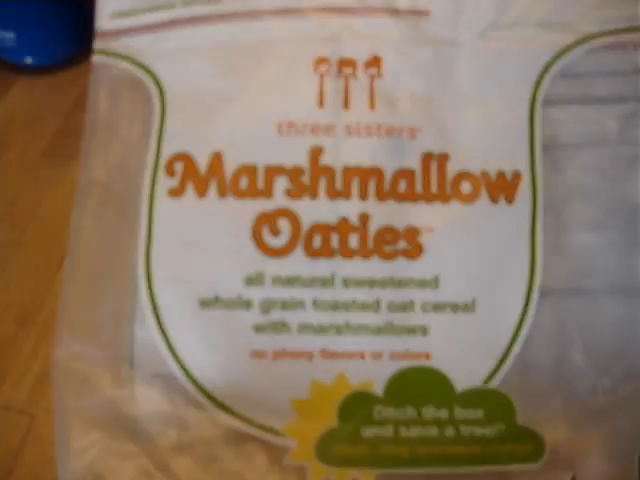 three sisters
Marshmallow
Oaties™
all natural sweetened
whole grain toasted oat cereal
with marshmallows
no phony flavors or colors
Ditch the box
and save a tree!